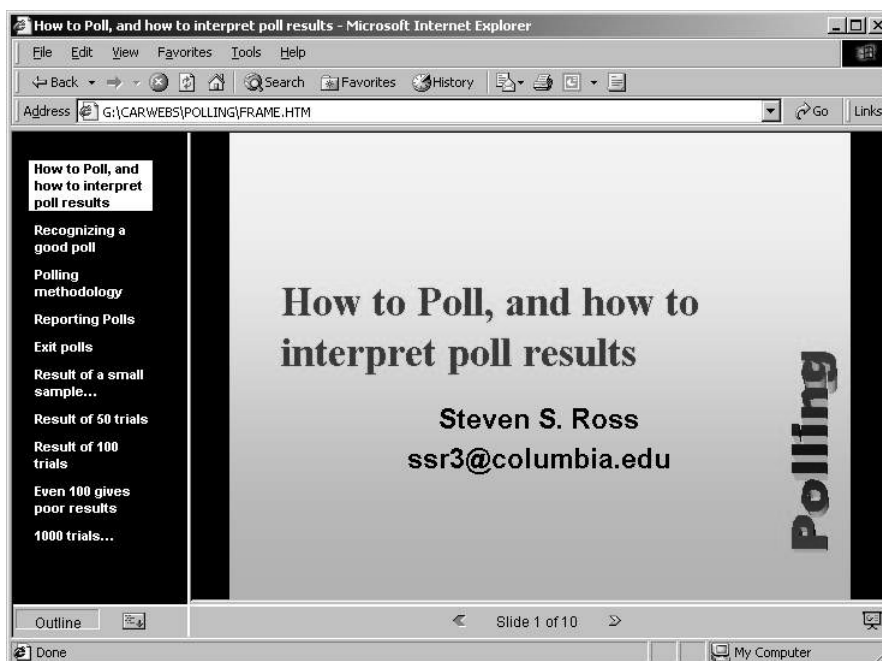 How to Poll, and how to interpret poll results - Microsoft Internet Explorer
File Edit View Favorites Tools Help
Back Search Favorites History
Address G:\CARWEBS\POLLING\FRAME.HTM Go Links
How to Poll, and
how to interpret
poll results
Recognizing a
good poll
Polling
methodology
Reporting Polls
Exit polls
Result of a small
sample...
Result of 50 trials
Result of 100
trials
Even 100 gives
poor results
1000 trials...
How to Poll, and how to
interpret poll results
Steven S. Ross
ssr3@columbia.edu
Polling
Outline Slide 1 of 10
Done My Computer